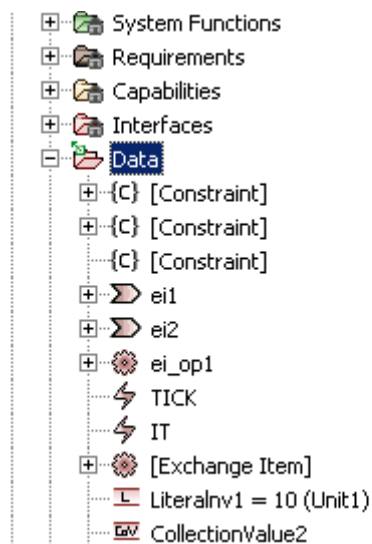 System Functions
Requirements
Capabilities
Interfaces
Data
{C} [Constraint]
{C} [Constraint]
{C} [Constraint]
ei1
ei2
ei_op1
TICK
IT
[Exchange Item]
L Literalnv1 = 10 (Unit1)
CollectionValue2